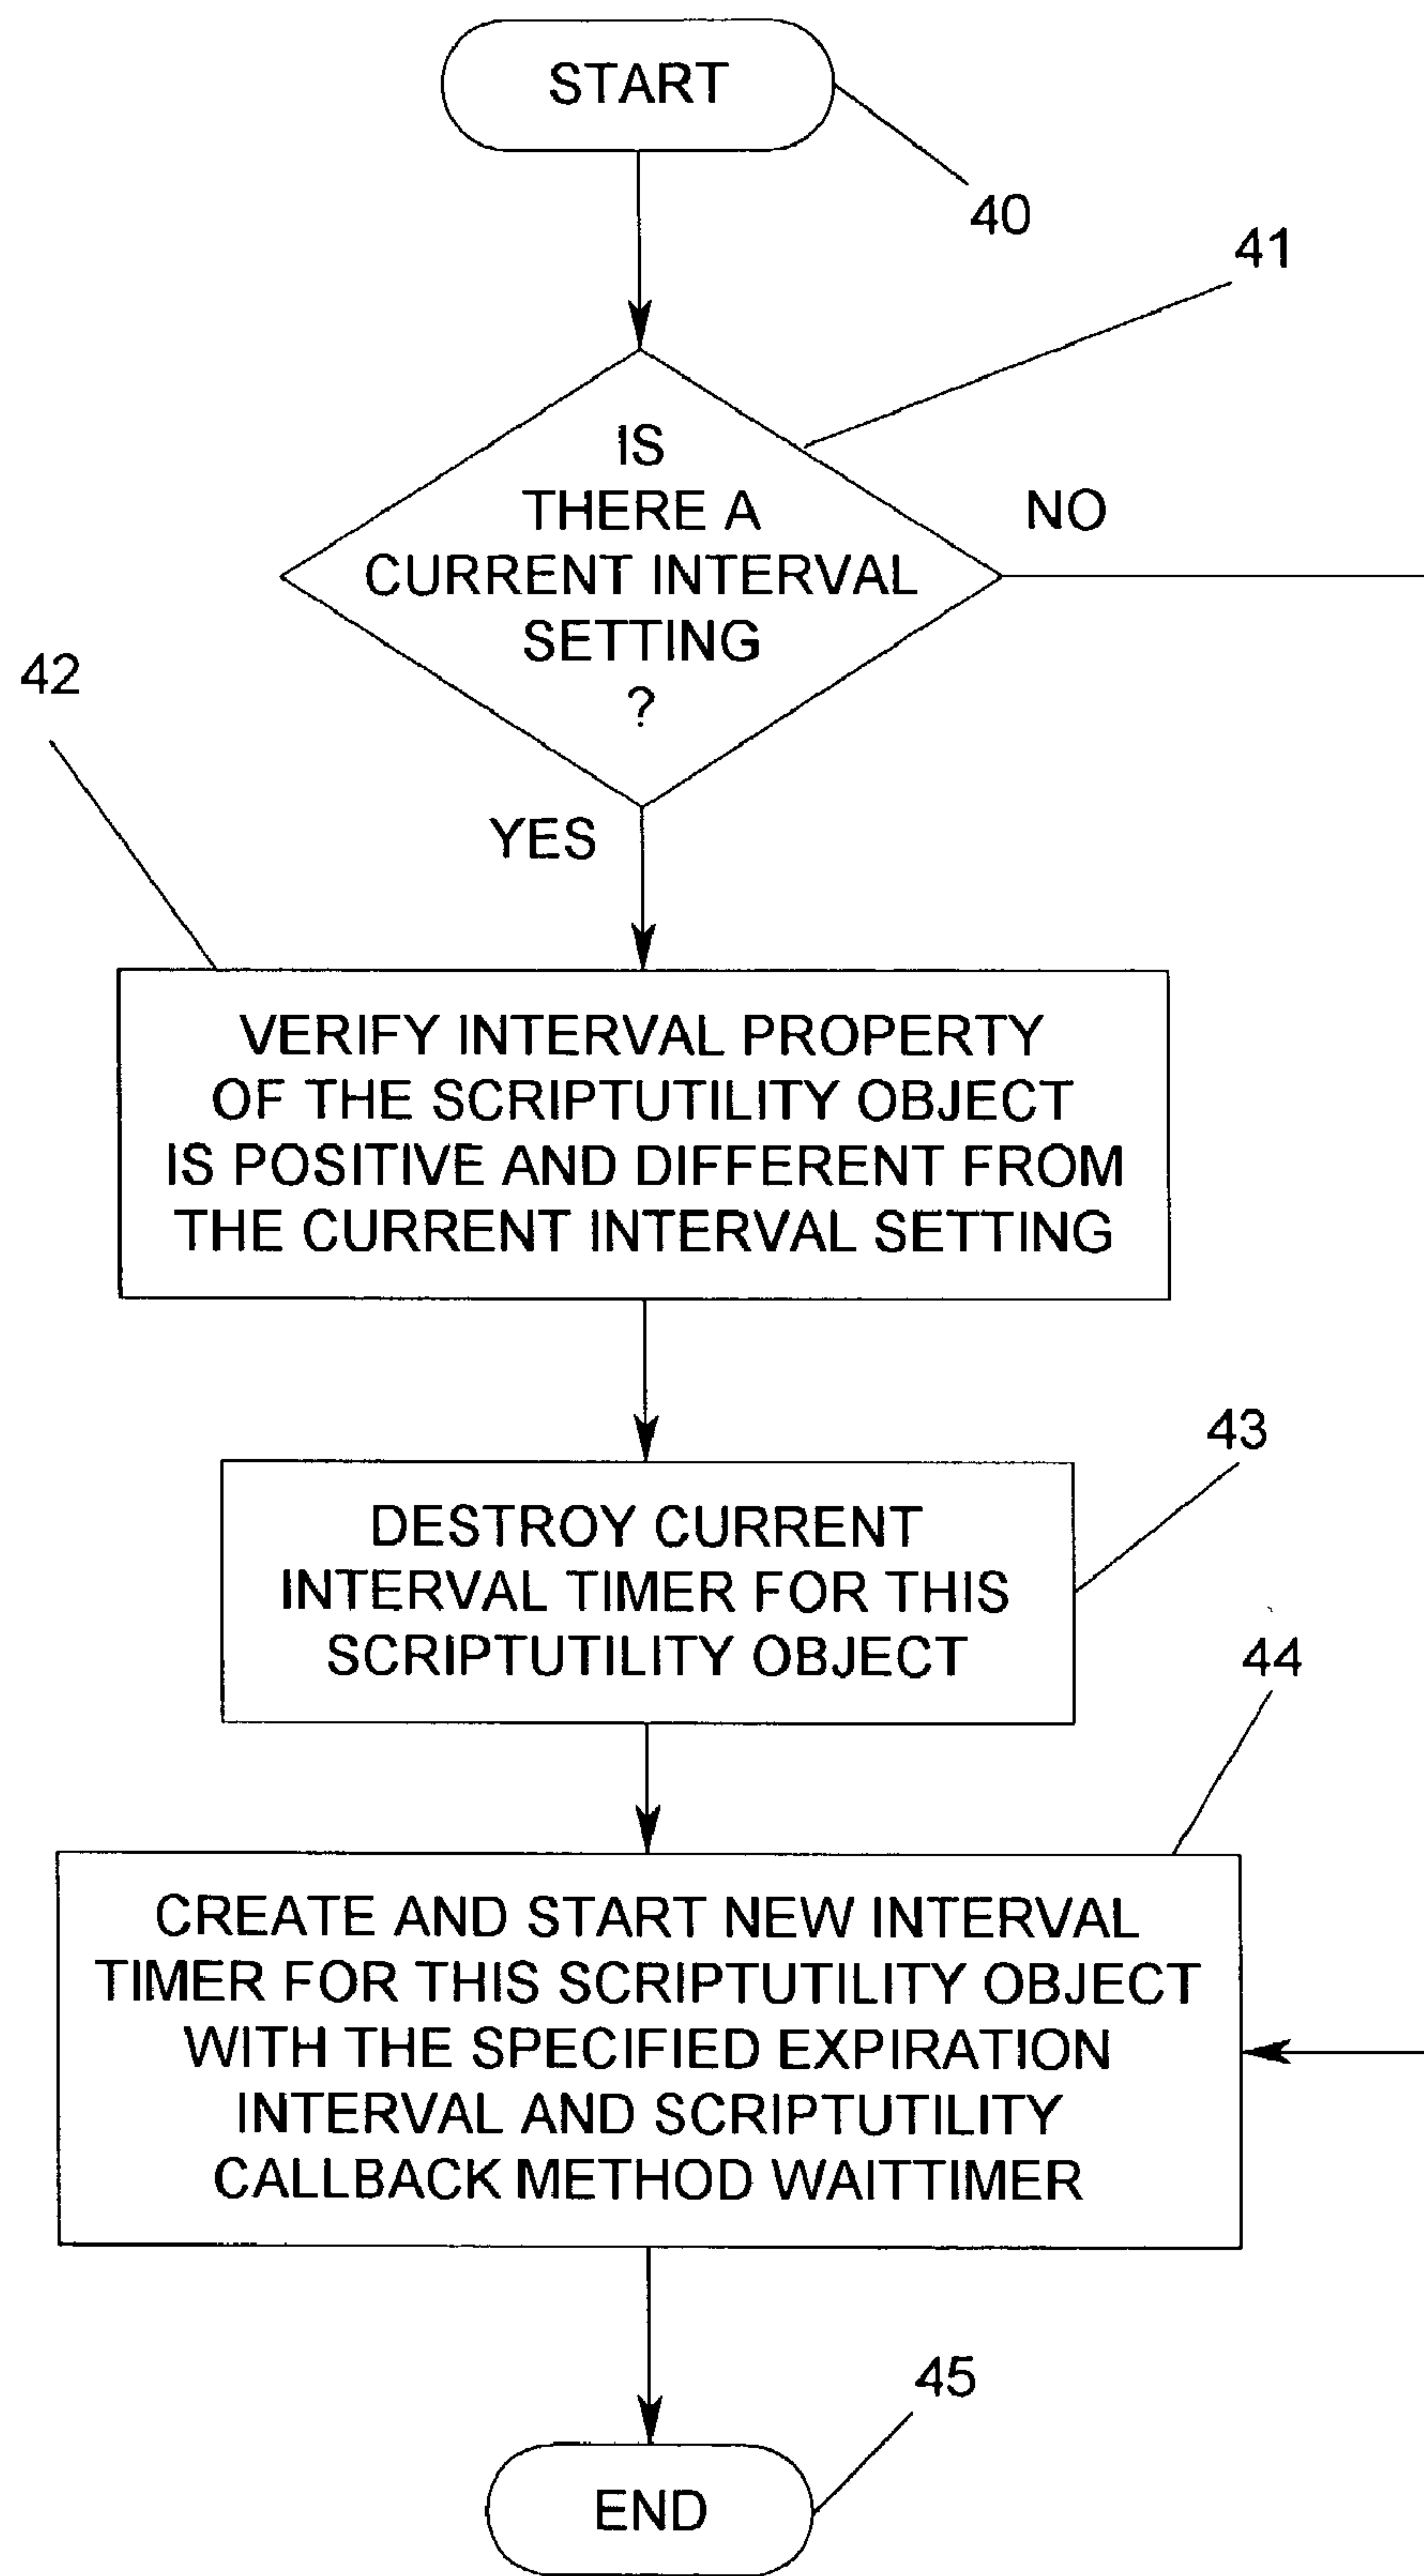 START
40
41
IS
THERE A
CURRENT INTERVAL
SETTING
?
NO
42
YES
VERIFY INTERVAL PROPERTY
OF THE SCRIPTUTILITY OBJECT
IS POSITIVE AND DIFFERENT FROM
THE CURRENT INTERVAL SETTING
43
DESTROY CURRENT
INTERVAL TIMER FOR THIS
SCRIPTUTILITY OBJECT
44
CREATE AND START NEW INTERVAL
TIMER FOR THIS SCRIPTUTILITY OBJECT
WITH THE SPECIFIED EXPIRATION
INTERVAL AND SCRIPTUTILITY
CALLBACK METHOD WAITTIMER
45
END